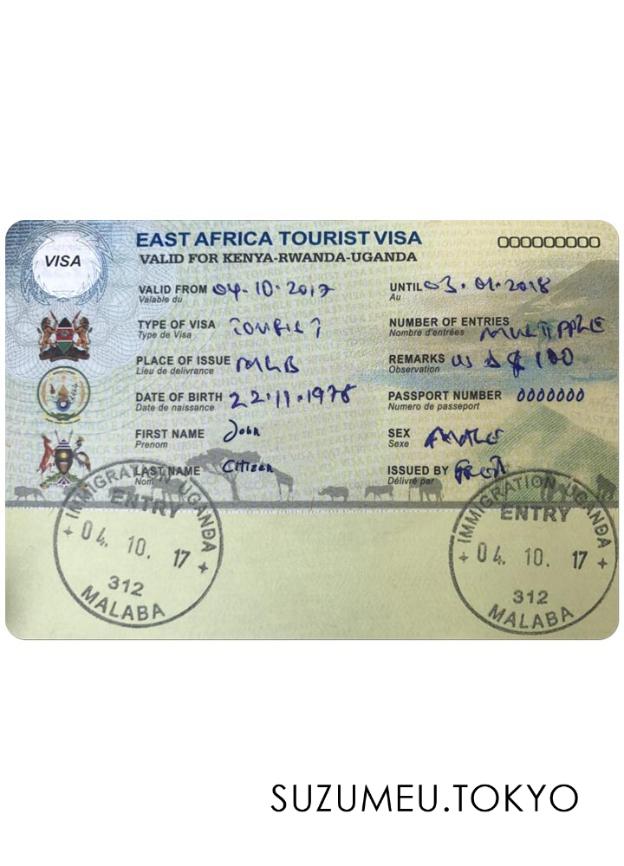 EAST AFRICA TOURIST VISA
000000000
VISA
VALID FOR KENYA-RWANDA-UGANDA
VALID FROM 04.10.2017
Valable du
UNTIL 03.01.2018
Au
TYPE OF VISA TOURIST
Type de Visa
NUMBER OF ENTRIES MULTIPPLE
Nombre d'entrées
PLACE OF ISSUE MLB
Lieu de delivrance
REMARKS US $ 100
Observation
DATE OF BIRTH 22.11.1978
Date de naissance
PASSPORT NUMBER 0000000
Numero de passeport
FIRST NAME John
Prenom
SEX MALE
Sexe
LAST NAME Citizen
Nom
ISSUED BY
Délivré par
IMMIGRATION UGANDA
ENTRY
04. 10. 17
312
MALABA
IMMIGRATION UGANDA
ENTRY
04. 10. 17
312
MALABA
SUZUMEU.TOKYO